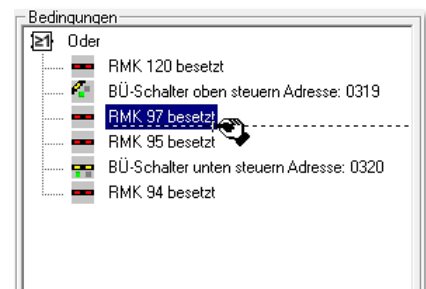 Bedingungen
≥1 Oder
RMK 120 besetzt
BÜ-Schalter oben steuern Adresse: 0319
RMK 97 besetzt
RMK 95 besetzt
BÜ-Schalter unten steuern Adresse: 0320
RMK 94 besetzt